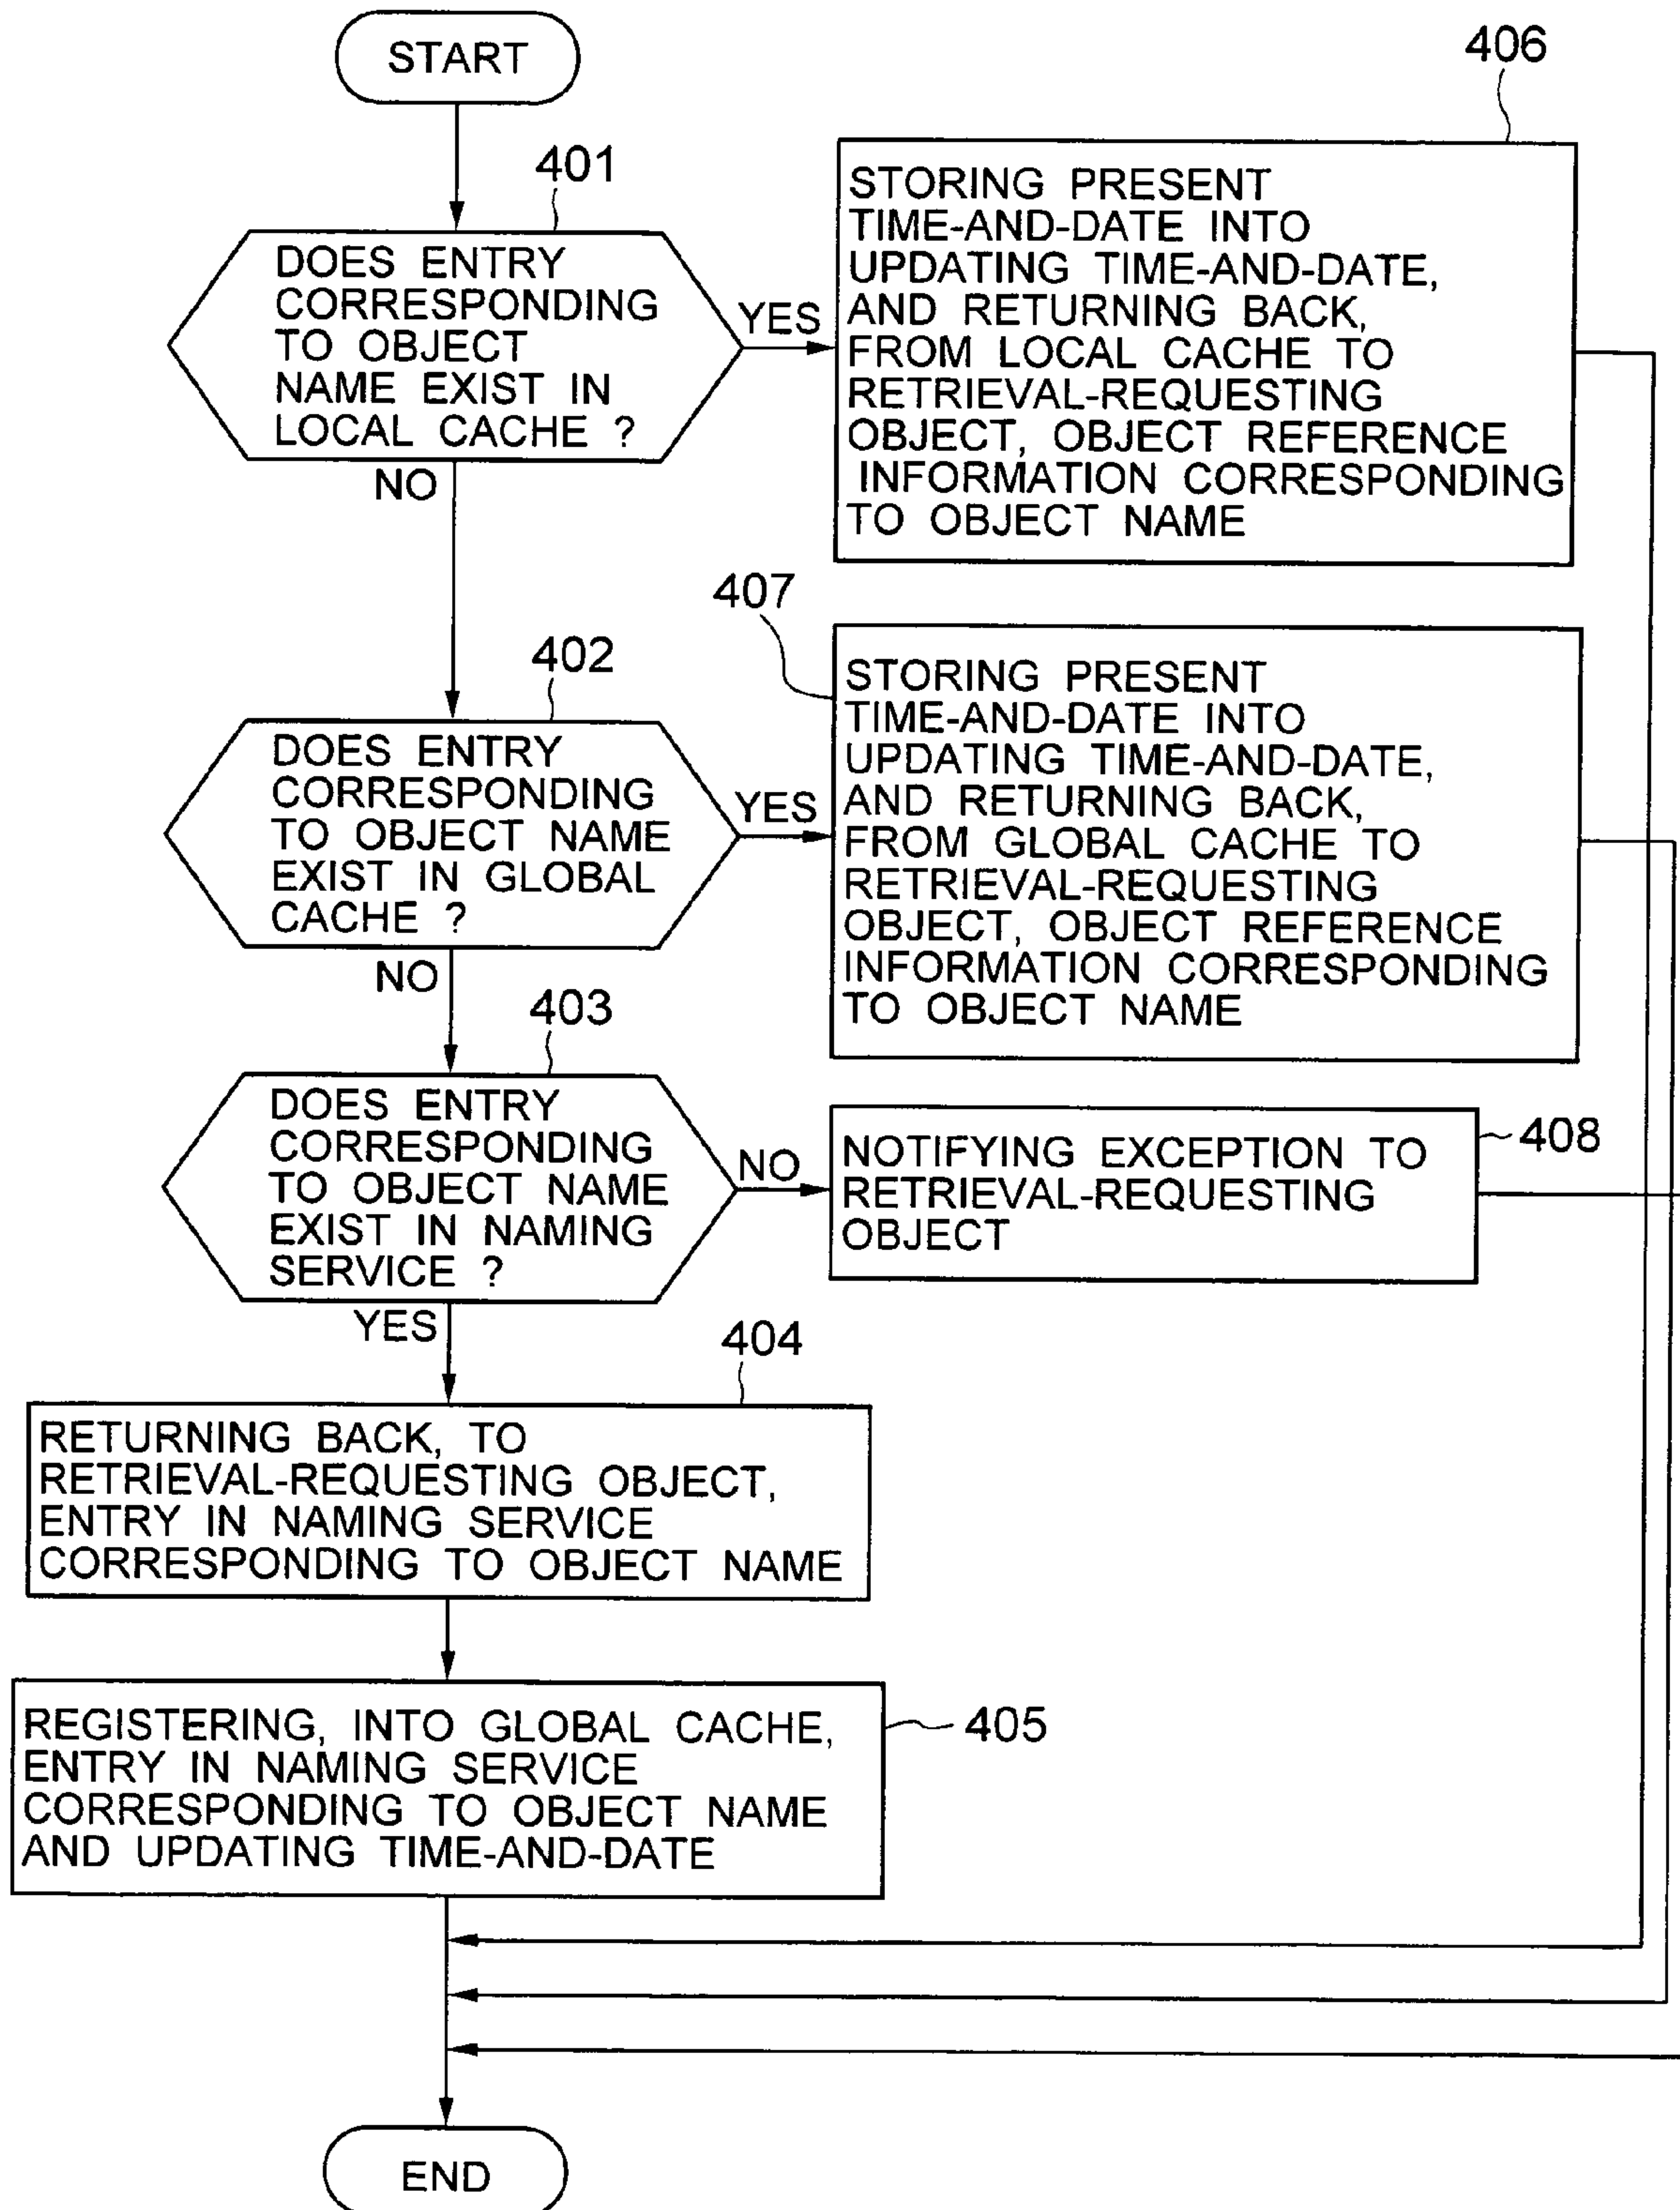 START
401
DOES ENTRY
CORRESPONDING
TO OBJECT
NAME EXIST IN
LOCAL CACHE ?
YES
NO
406
STORING PRESENT
TIME-AND-DATE INTO
UPDATING TIME-AND-DATE,
AND RETURNING BACK,
FROM LOCAL CACHE TO
RETRIEVAL-REQUESTING
OBJECT, OBJECT REFERENCE
INFORMATION CORRESPONDING
TO OBJECT NAME
402
DOES ENTRY
CORRESPONDING
TO OBJECT NAME
EXIST IN GLOBAL
CACHE ?
YES
NO
407
STORING PRESENT
TIME-AND-DATE INTO
UPDATING TIME-AND-DATE,
AND RETURNING BACK,
FROM GLOBAL CACHE TO
RETRIEVAL-REQUESTING
OBJECT, OBJECT REFERENCE
INFORMATION CORRESPONDING
TO OBJECT NAME
403
DOES ENTRY
CORRESPONDING
TO OBJECT NAME
EXIST IN NAMING
SERVICE ?
NO
YES
408
NOTIFYING EXCEPTION TO
RETRIEVAL-REQUESTING
OBJECT
404
RETURNING BACK, TO
RETRIEVAL-REQUESTING OBJECT,
ENTRY IN NAMING SERVICE
CORRESPONDING TO OBJECT NAME
405
REGISTERING, INTO GLOBAL CACHE,
ENTRY IN NAMING SERVICE
CORRESPONDING TO OBJECT NAME
AND UPDATING TIME-AND-DATE
END